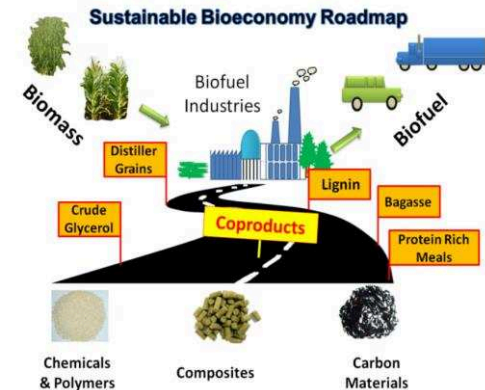 Sustainable Bioeconomy Roadmap
Biomass
Biofuel
Industries
Biofuel
Distiller
Grains
Lignin
Bagasse
Crude
Glycerol
Coproducts
Protein Rich
Meals
Chemicals
& Polymers
Composites
Carbon
Materials